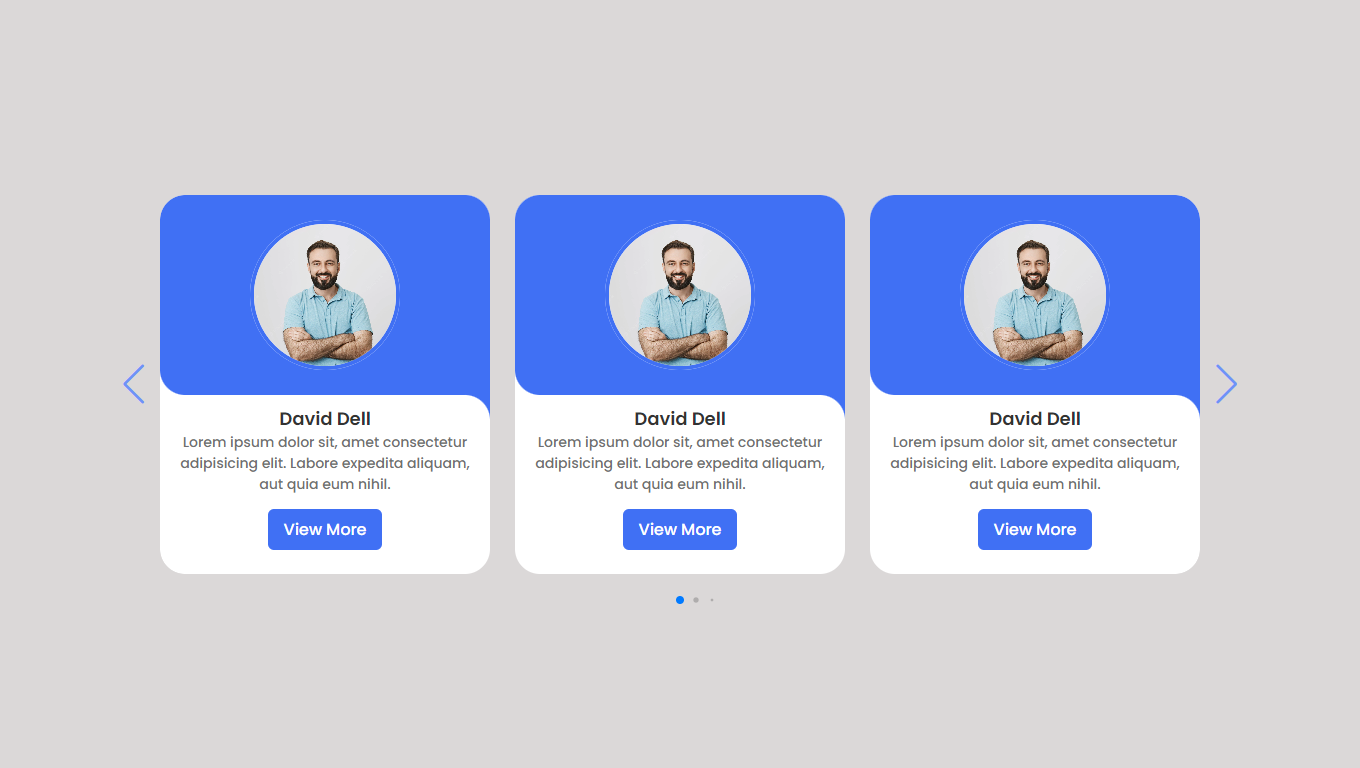 David Dell
Lorem ipsum dolor sit, amet consectetur
adipisicing elit. Labore expedita aliquam,
aut quia eum nihil.
View More
David Dell
Lorem ipsum dolor sit, amet consectetur
adipisicing elit. Labore expedita aliquam,
aut quia eum nihil.
View More
David Dell
Lorem ipsum dolor sit, amet consectetur
adipisicing elit. Labore expedita aliquam,
aut quia eum nihil.
View More